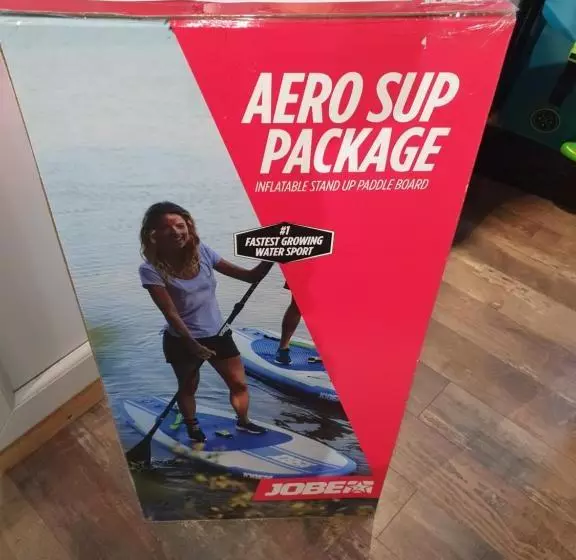 AERO SUP
PACKAGE
INFLATABLE STAND UP PADDLE BOARD
#1
FASTEST GROWING
WATER SPORT
JOBE